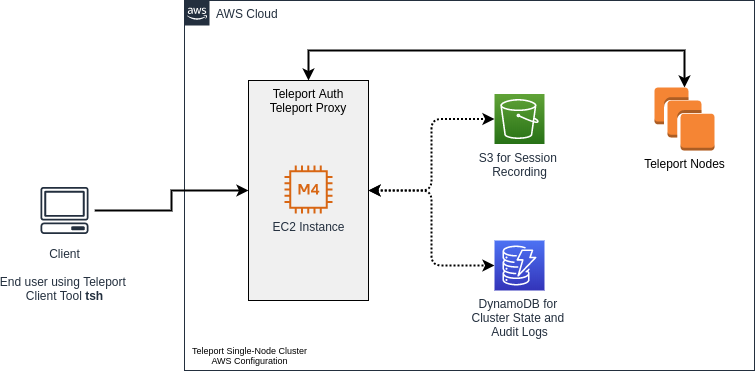 aws
AWS Cloud
Teleport Auth
Teleport Proxy
M4
EC2 Instance
S3 for Session
Recording
Teleport Nodes
Client
End user using Teleport
Client Tool tsh
DynamoDB for
Cluster State and
Audit Logs
Teleport Single-Node Cluster
AWS Configuration